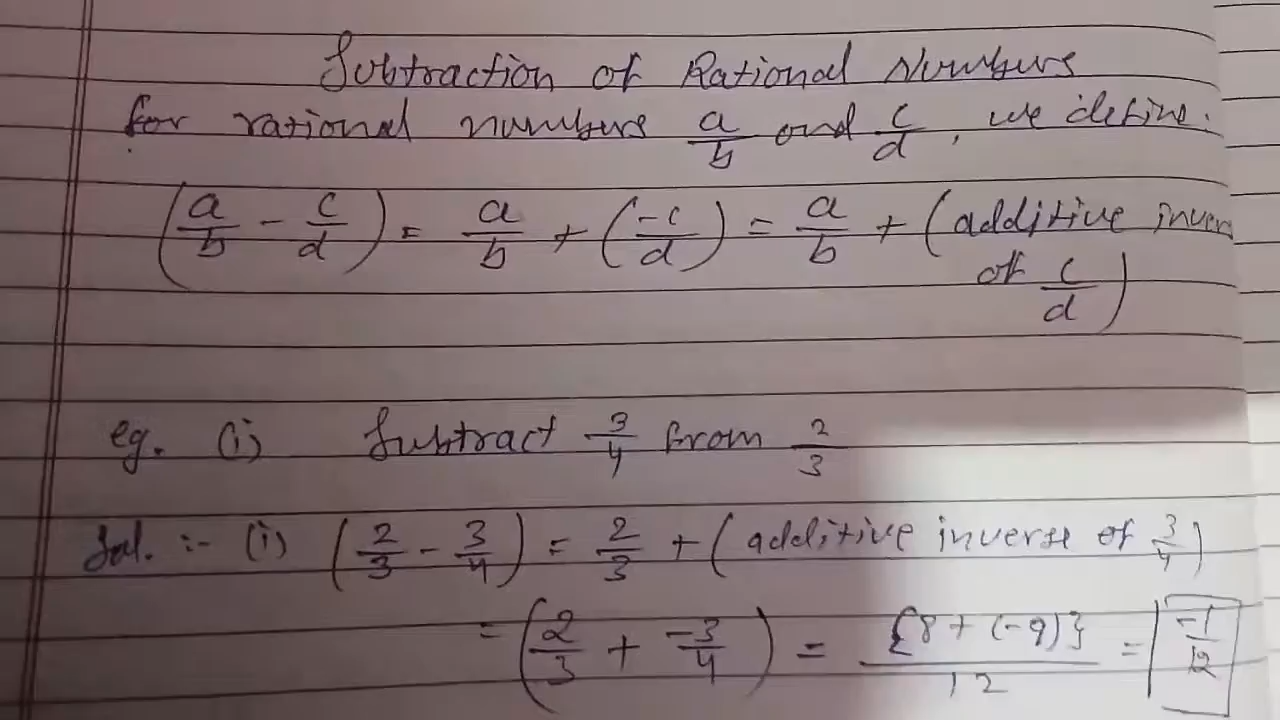 Subtraction of Rational Numbers
for rational numbers a/b and c/d, we define.
(a/b - c/d) = a/b + (-c/d) = a/b + (additive inver
of c/d)
eg. (i) Subtract 3/4 from 2/3
Sol. :- (i) (2/3 - 3/4) = 2/3 + (additive inverse of 3/4)
= (2/3 + -3/4) = {8 + (-9)}/12 = -1/12